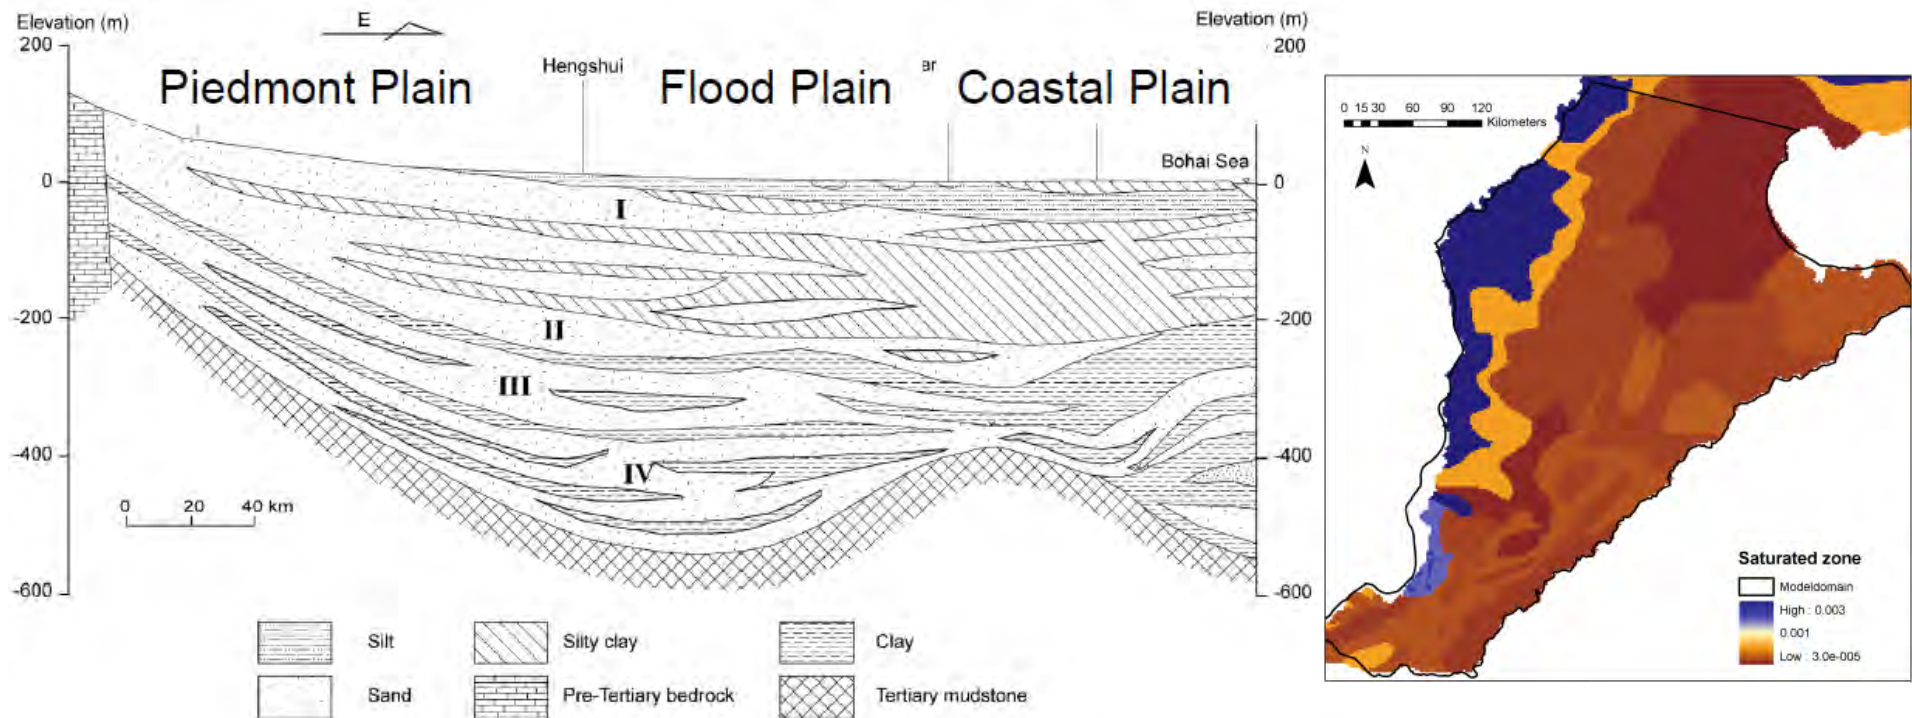 Elevation (m)
E
Elevation (m)
200
200
Hengshui
Piedmont Plain
Flood Plain
Coastal Plain
Bohai Sea
0
0
I
-200
-200
II
III
-400
-400
IV
0 20 40 km
-600
-600
Silt
Silty clay
Clay
Sand
Pre-Tertiary bedrock
Tertiary mudstone
0 15 30 60 90 120
Kilometers
N
Saturated zone
Modeldomain
High : 0.003
0.001
Low : 3.0e-005